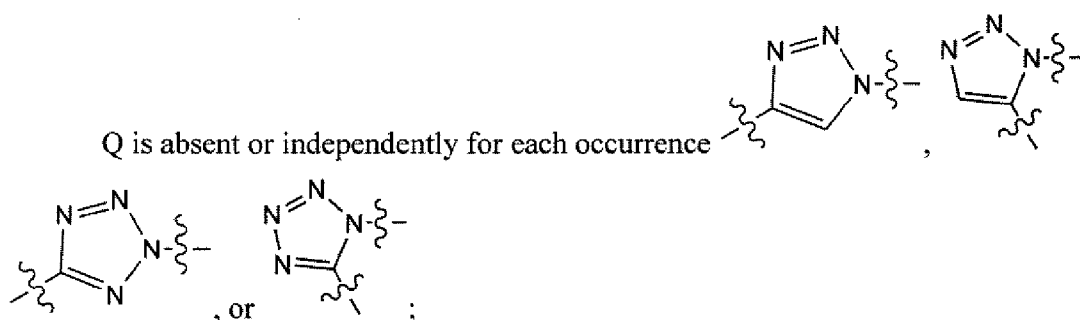 Q is absent or independently for each occurrence N N N , N N N
N N N N , or N N N N ;